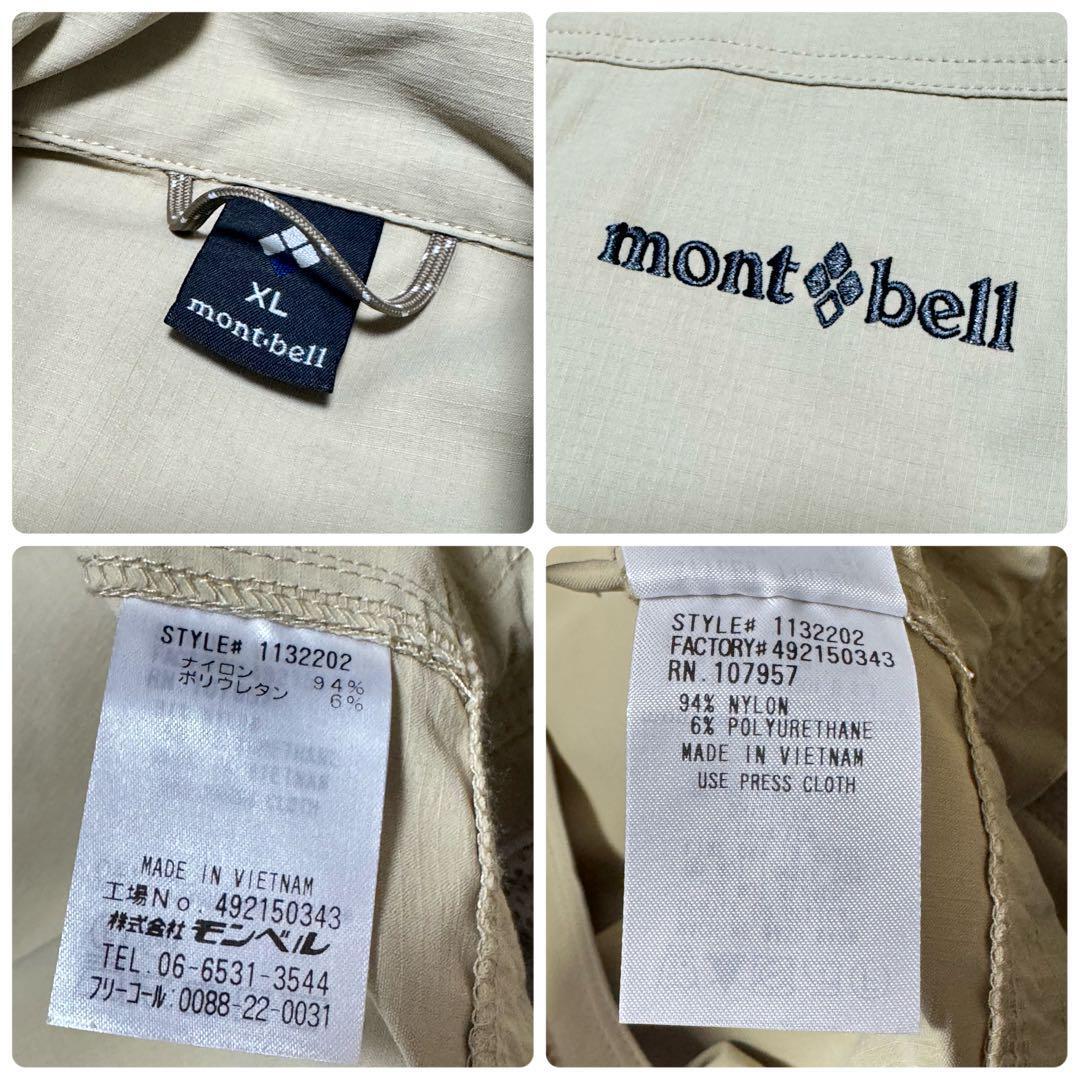 XL
mont·bell
mont bell
STYLE# 1132202
ナイロン 94%
ポリウレタン 6%
MADE IN VIETNAM
工場No. 492150343
株式会社 モンベル
TEL. 06-6531-3544
フリーコール:0088-22-0031
STYLE# 1132202
FACTORY# 492150343
RN. 107957
94% NYLON
6% POLYURETHANE
MADE IN VIETNAM
USE PRESS CLOTH